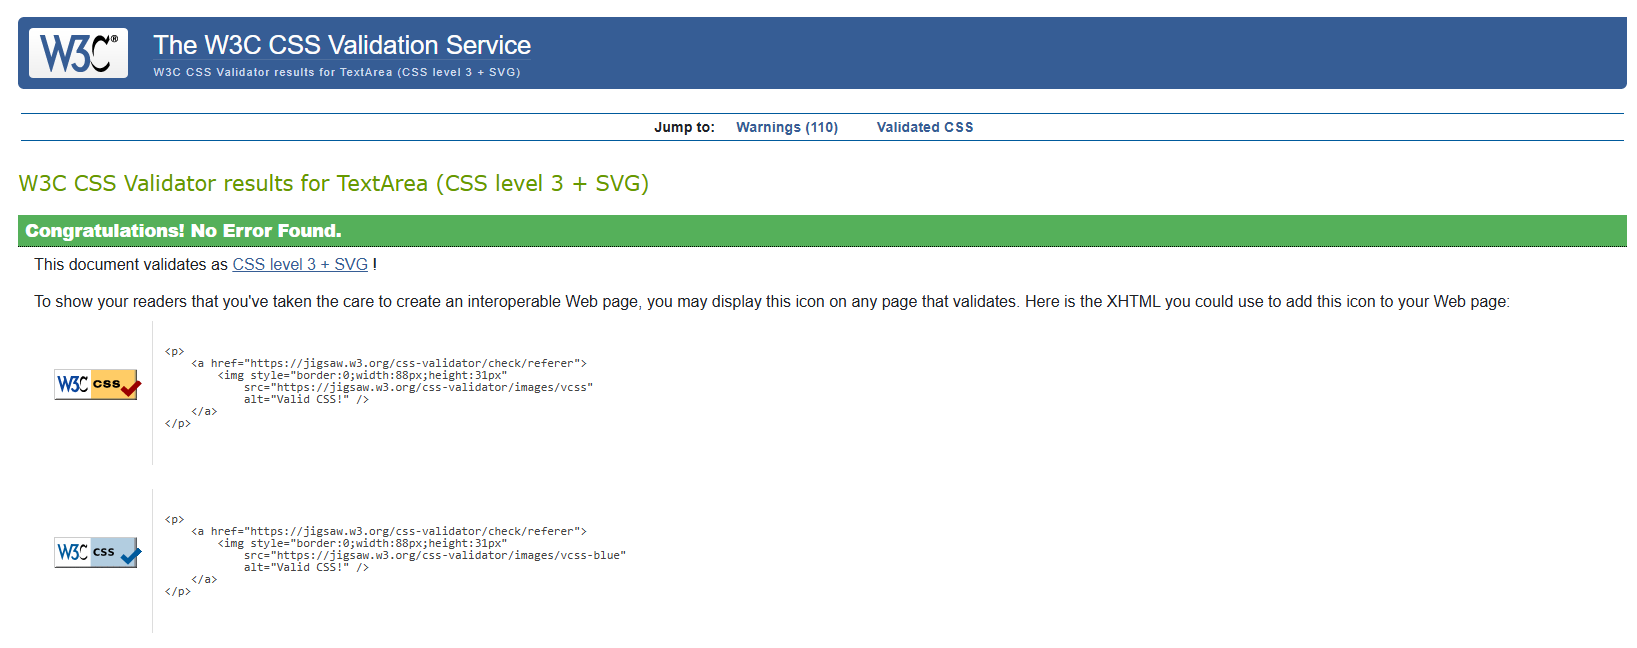 W3C® The W3C CSS Validation Service
W3C CSS Validator results for TextArea (CSS level 3 + SVG)
Jump to: Warnings (110) Validated CSS
W3C CSS Validator results for TextArea (CSS level 3 + SVG)
Congratulations! No Error Found.
This document validates as CSS level 3 + SVG !
To show your readers that you've taken the care to create an interoperable Web page, you may display this icon on any page that validates. Here is the XHTML you could use to add this icon to your Web page:
W3C css
<p>
<a href="https://jigsaw.w3.org/css-validator/check/referer">
<img style="border:0;width:88px;height:31px"
src="https://jigsaw.w3.org/css-validator/images/vcss"
alt="Valid CSS!" />
</a>
</p>
W3C css
<p>
<a href="https://jigsaw.w3.org/css-validator/check/referer">
<img style="border:0;width:88px;height:31px"
src="https://jigsaw.w3.org/css-validator/images/vcss-blue"
alt="Valid CSS!" />
</a>
</p>